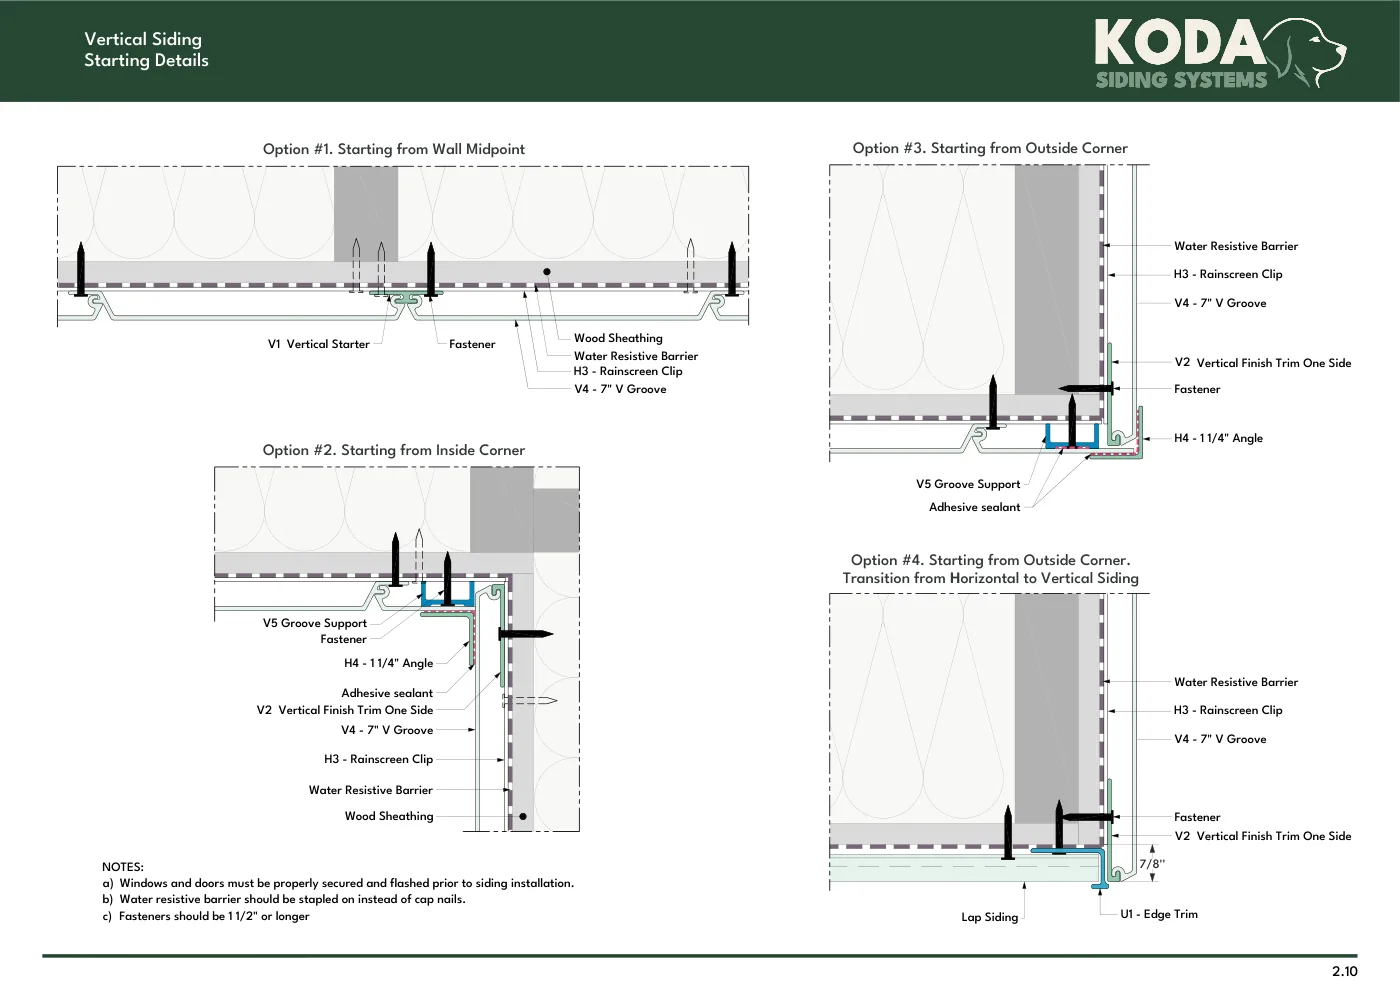 Vertical Siding
Starting Details
KODA
SIDING SYSTEMS
Option #1. Starting from Wall Midpoint
V1 Vertical Starter
Fastener
Wood Sheathing
Water Resistive Barrier
H3 - Rainscreen Clip
V4 - 7" V Groove
Option #2. Starting from Inside Corner
V5 Groove Support
Fastener
H4 - 1 1/4" Angle
Adhesive sealant
V2 Vertical Finish Trim One Side
V4 - 7" V Groove
H3 - Rainscreen Clip
Water Resistive Barrier
Wood Sheathing
Option #3. Starting from Outside Corner
Water Resistive Barrier
H3 - Rainscreen Clip
V4 - 7" V Groove
V2 Vertical Finish Trim One Side
Fastener
H4 - 1 1/4" Angle
V5 Groove Support
Adhesive sealant
Option #4. Starting from Outside Corner.
Transition from Horizontal to Vertical Siding
Water Resistive Barrier
H3 - Rainscreen Clip
V4 - 7" V Groove
Fastener
V2 Vertical Finish Trim One Side
7/8"
Lap Siding
U1 - Edge Trim
NOTES:
a) Windows and doors must be properly secured and flashed prior to siding installation.
b) Water resistive barrier should be stapled on instead of cap nails.
c) Fasteners should be 1 1/2" or longer
2.10